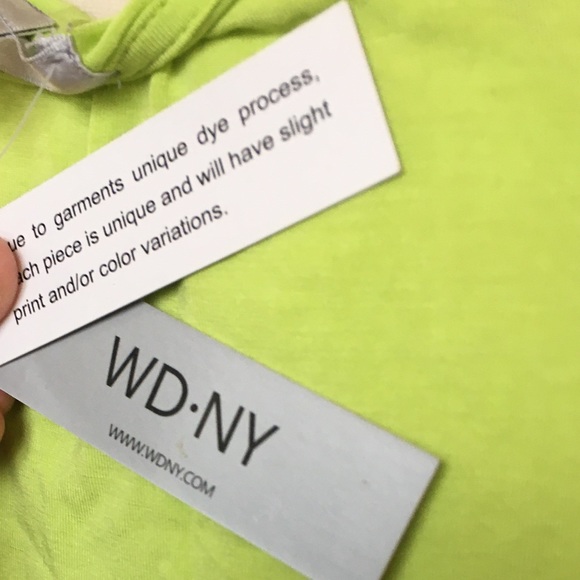 ue to garments unique dye process,
ach piece is unique and will have slight
print and/or color variations.
WD·NY
WWW.WDNY.COM